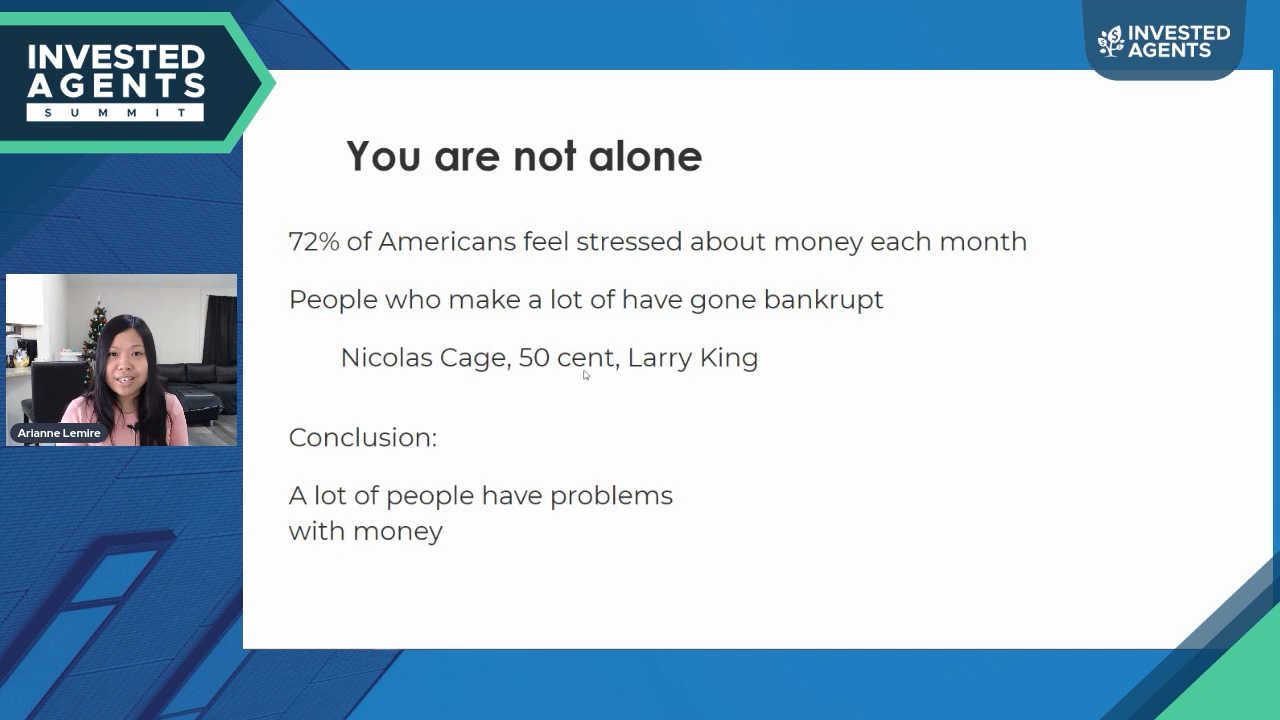 INVESTED
AGENTS
SUMMIT
INVESTED
AGENTS
You are not alone
72% of Americans feel stressed about money each month
People who make a lot of have gone bankrupt
Nicolas Cage, 50 cent, Larry King
Arianne Lemire
Conclusion:
A lot of people have problems
with money